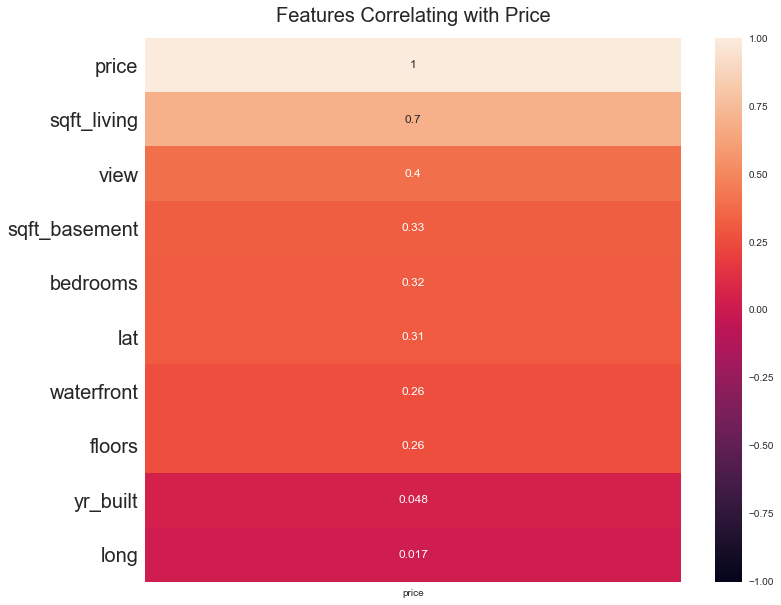 Features Correlating with Price
price
1
sqft_living
0.7
view
0.4
sqft_basement
0.33
bedrooms
0.32
lat
0.31
waterfront
0.26
floors
0.26
yr_built
0.048
long
0.017
price
1.00
0.75
0.50
0.25
0.00
−0.25
−0.50
−0.75
−1.00